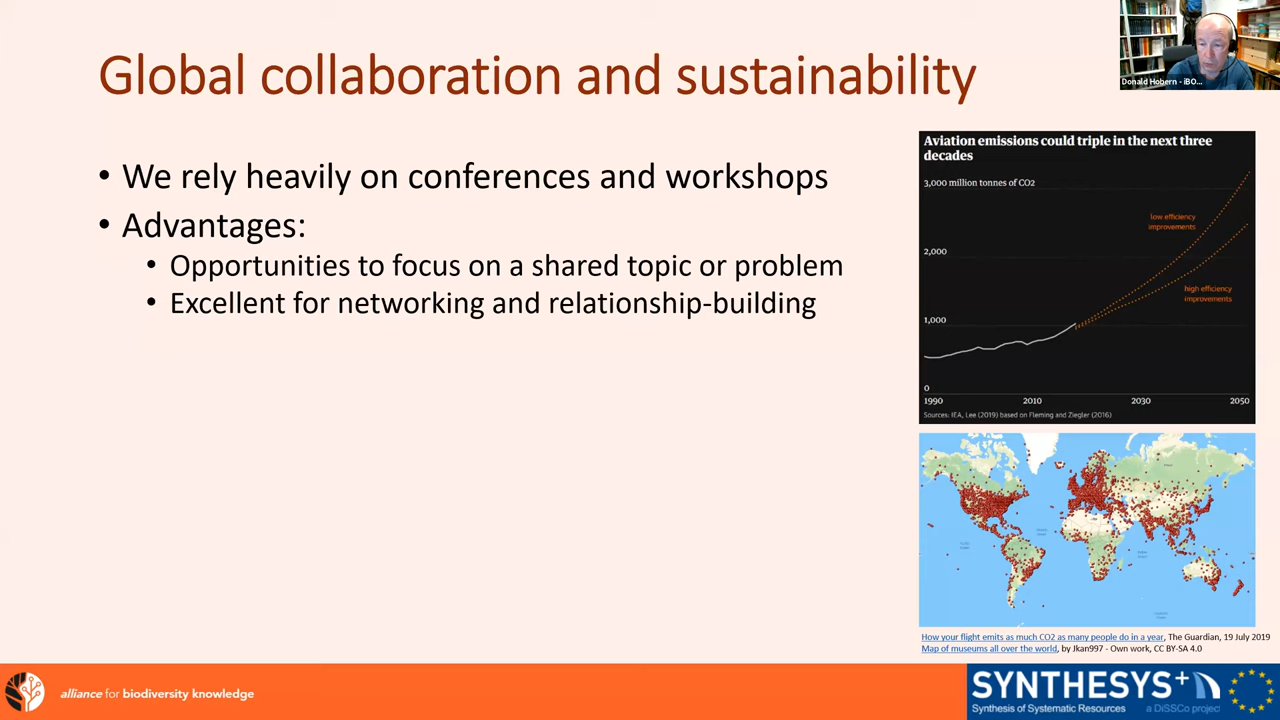 Global collaboration and sustainability
Donald Hobern - iBO...
• We rely heavily on conferences and workshops
• Advantages:
• Opportunities to focus on a shared topic or problem
• Excellent for networking and relationship-building
Aviation emissions could triple in the next three
decades
3,000 million tonnes of CO2
low efficiency
improvements
2,000
high efficiency
improvements
1,000
0
1990 2010 2030 2050
Sources: IEA, Lee (2019) based on Fleming and Ziegler (2016)
How your flight emits as much CO2 as many people do in a year, The Guardian, 19 July 2019
Map of museums all over the world, by Jkan997 - Own work, CC BY-SA 4.0
alliance for biodiversity knowledge
SYNTHESYS+
Synthesis of Systematic Resources
a DiSSCo project